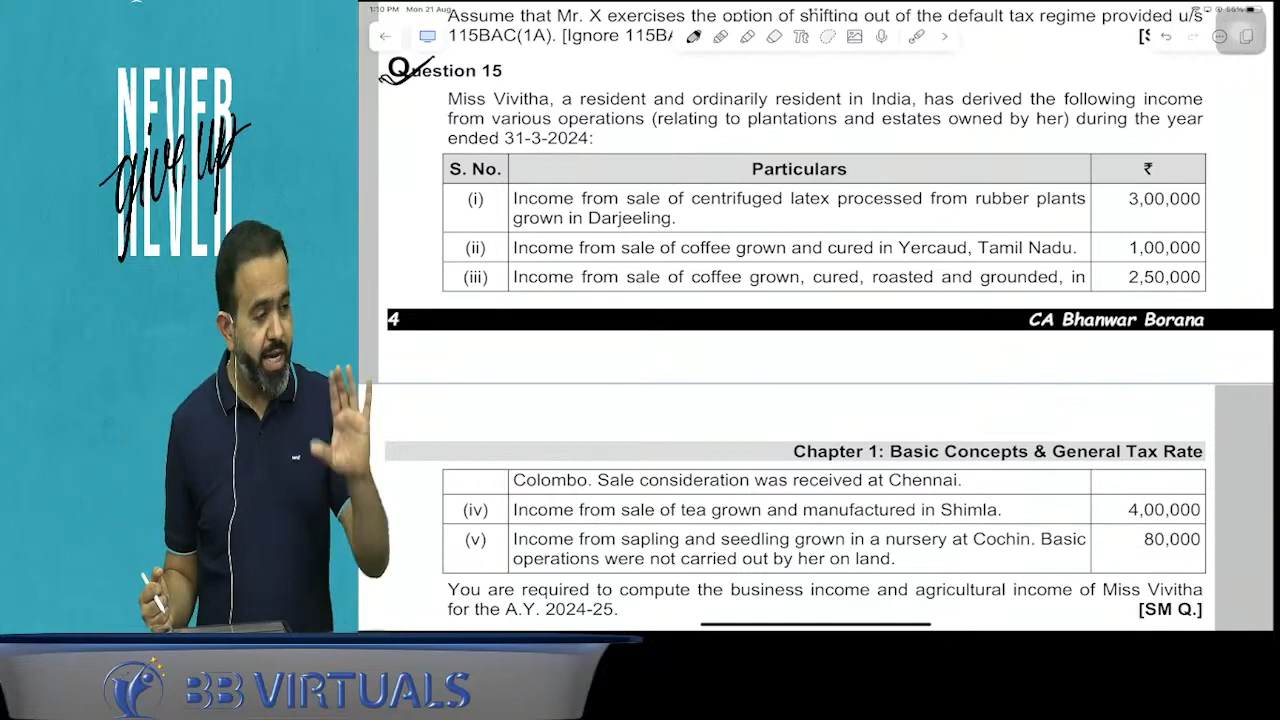 1:10 PM Mon 21 Aug
55%
Assume that Mr. X exercises the option of shifting out of the default tax regime provided u/s
115BAC(1A). [Ignore 115BA
Question 15
Miss Vivitha, a resident and ordinarily resident in India, has derived the following income
from various operations (relating to plantations and estates owned by her) during the year
ended 31-3-2024:
S. No. Particulars ₹
(i) Income from sale of centrifuged latex processed from rubber plants 3,00,000
grown in Darjeeling.
(ii) Income from sale of coffee grown and cured in Yercaud, Tamil Nadu. 1,00,000
(iii) Income from sale of coffee grown, cured, roasted and grounded, in 2,50,000
4 CA Bhanwar Borana
Chapter 1: Basic Concepts & General Tax Rate
Colombo. Sale consideration was received at Chennai.
(iv) Income from sale of tea grown and manufactured in Shimla. 4,00,000
(v) Income from sapling and seedling grown in a nursery at Cochin. Basic 80,000
operations were not carried out by her on land.
You are required to compute the business income and agricultural income of Miss Vivitha
for the A.Y. 2024-25. [SM Q.]
NEVER
give up
NEVER
BB VIRTUALS